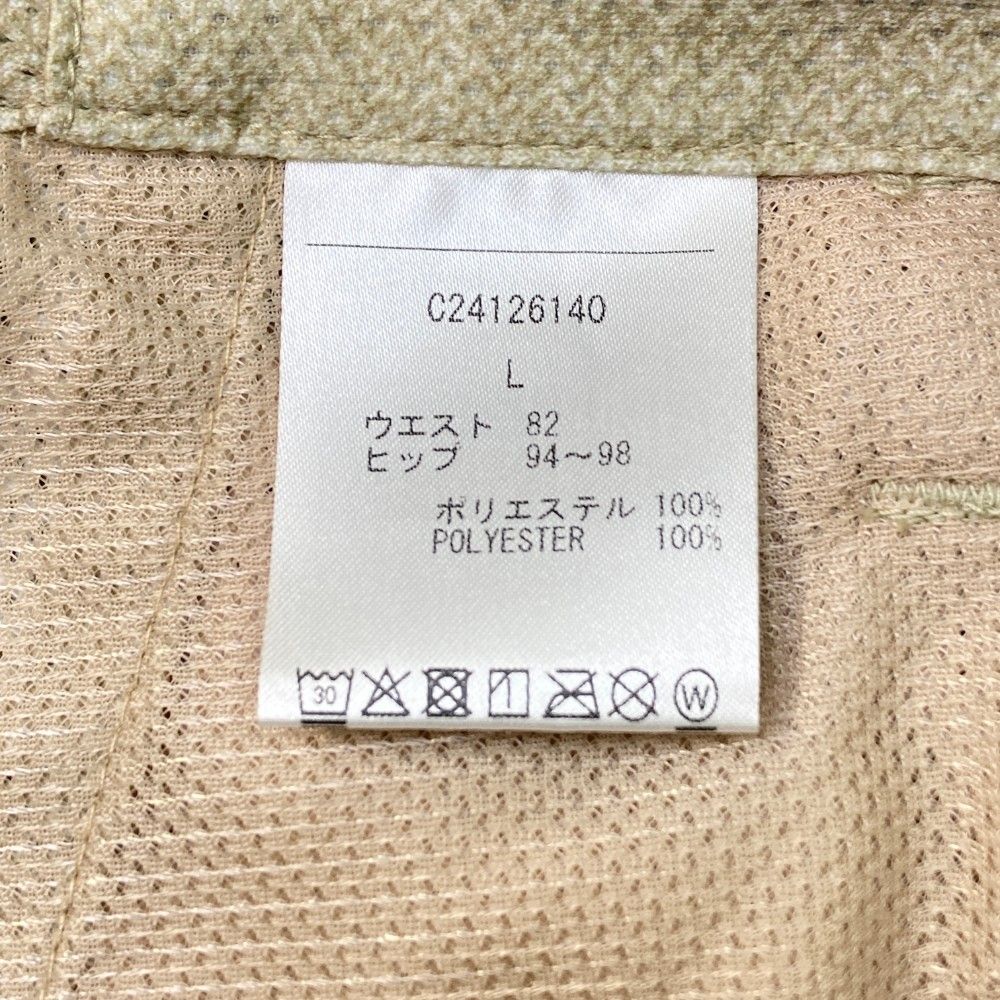 C24126140
L
ウエスト 82
ヒップ 94～98
ポリエステル 100%
POLYESTER 100%
30 W